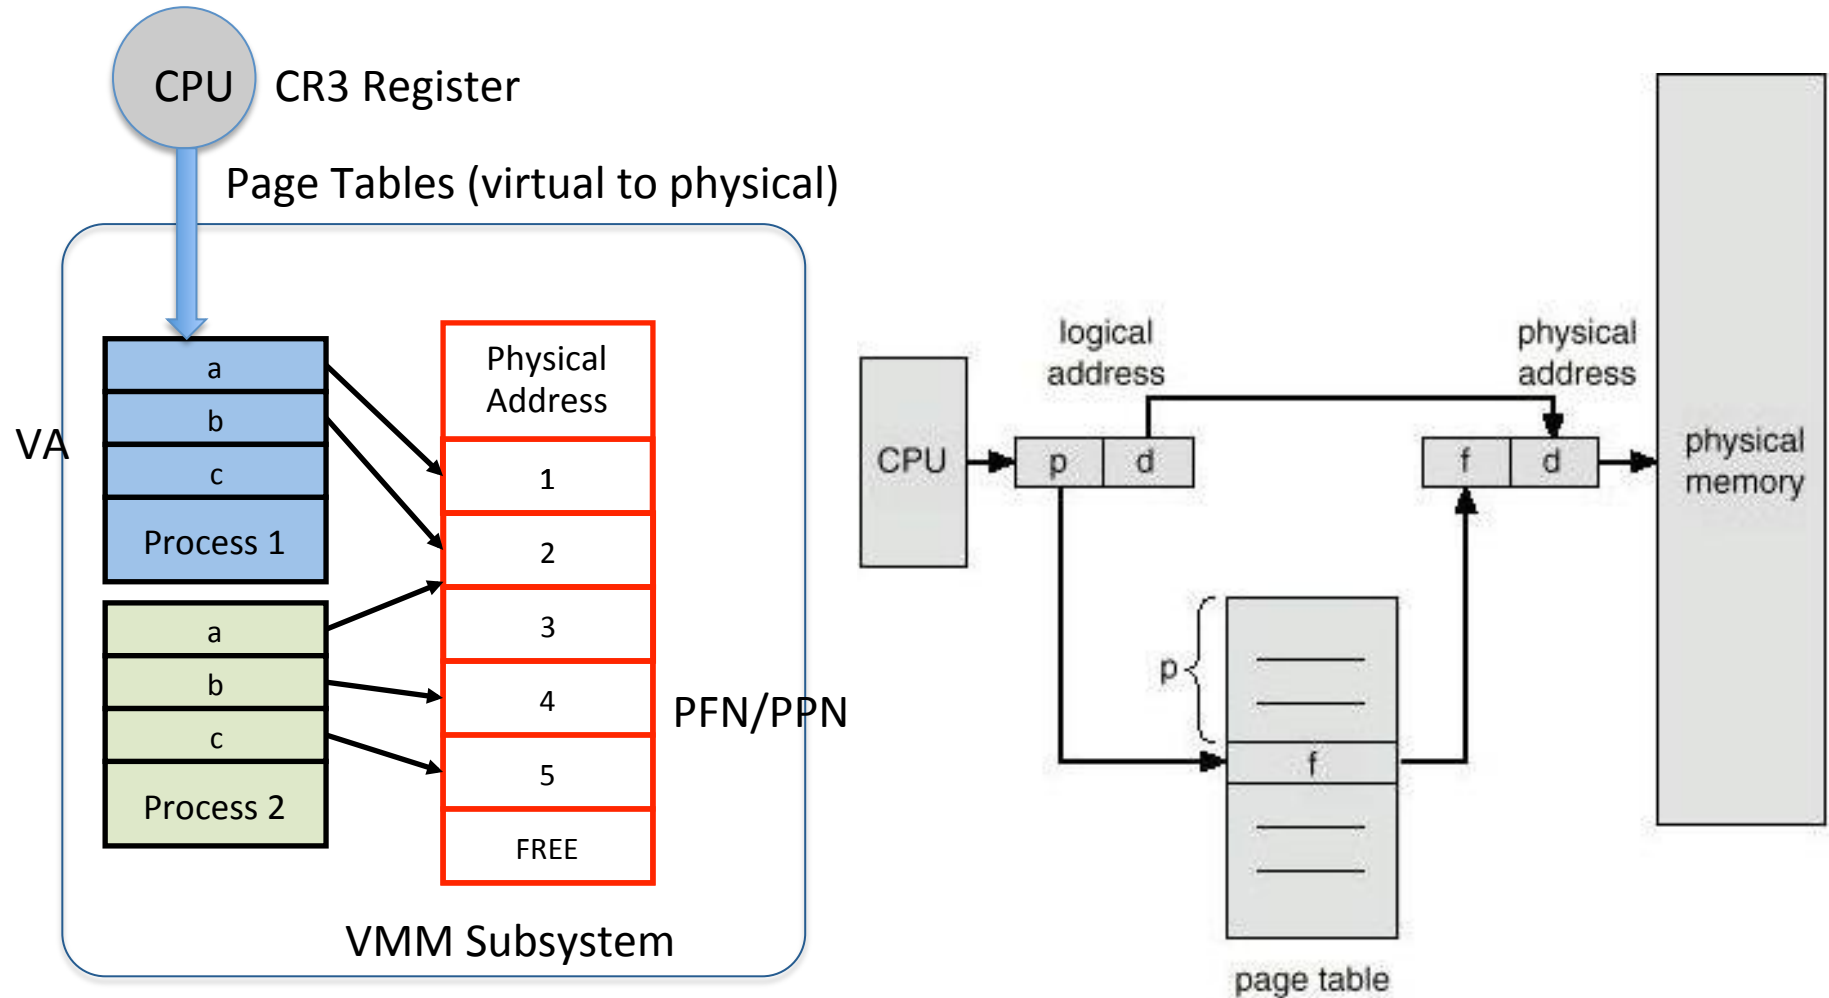 CPU
CR3 Register
Page Tables (virtual to physical)
VA
a
b
c
Process 1
a
b
c
Process 2
Physical
Address
1
2
3
4
5
FREE
PFN/PPN
VMM Subsystem
CPU
logical
address
p
d
physical
address
f
d
physical
memory
p
f
page table